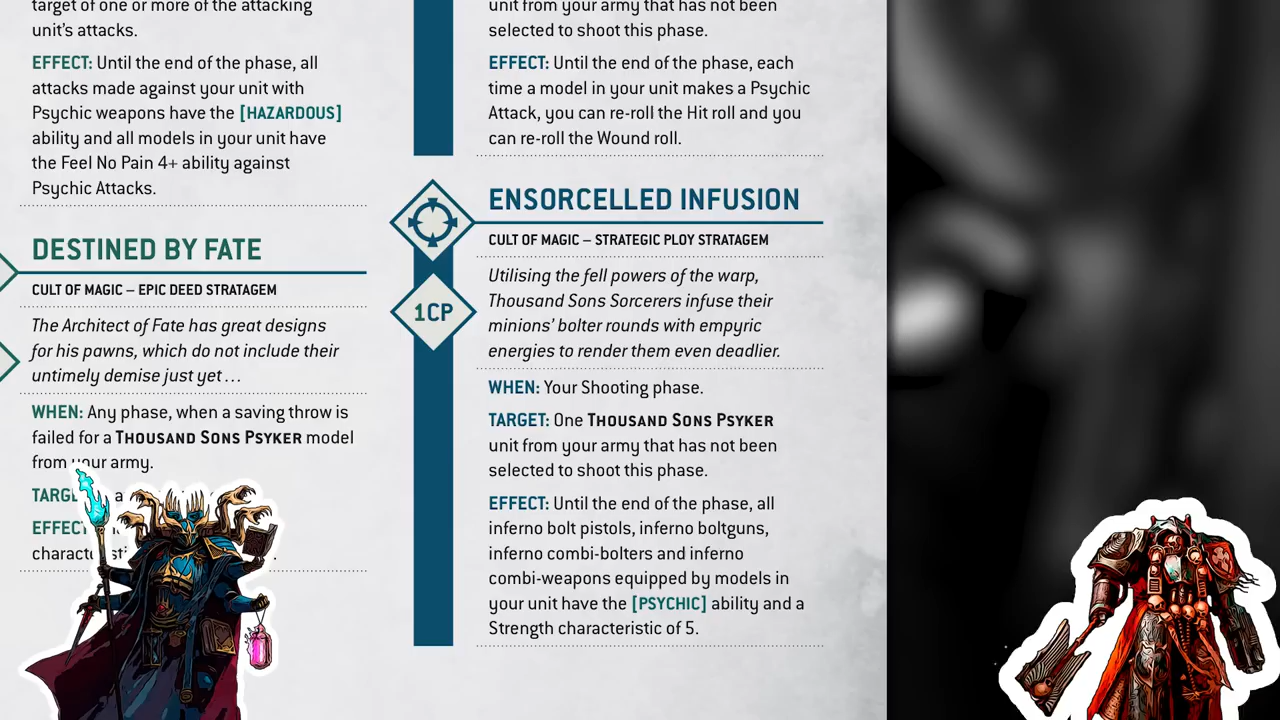 target of one or more of the attacking
unit's attacks.
EFFECT: Until the end of the phase, all
attacks made against your unit with
Psychic weapons have the [HAZARDOUS]
ability and all models in your unit have
the Feel No Pain 4+ ability against
Psychic Attacks.
DESTINED BY FATE
CULT OF MAGIC – EPIC DEED STRATAGEM
The Architect of Fate has great designs
for his pawns, which do not include their
untimely demise just yet…
WHEN: Any phase, when a saving throw is
failed for a THOUSAND SONS PSYKER model
from your army.
EFFECT
unit from your army that has not been
selected to shoot this phase.
EFFECT: Until the end of the phase, each
time a model in your unit makes a Psychic
Attack, you can re-roll the Hit roll and you
can re-roll the Wound roll.
ENSORCELLED INFUSION
CULT OF MAGIC – STRATEGIC PLOY STRATAGEM
1CP
Utilising the fell powers of the warp,
Thousand Sons Sorcerers infuse their
minions' bolter rounds with empyric
energies to render them even deadlier.
WHEN: Your Shooting phase.
TARGET: One THOUSAND SONS PSYKER
unit from your army that has not been
selected to shoot this phase.
EFFECT: Until the end of the phase, all
inferno bolt pistols, inferno boltguns,
inferno combi-bolters and inferno
combi-weapons equipped by models in
your unit have the [PSYCHIC] ability and a
Strength characteristic of 5.